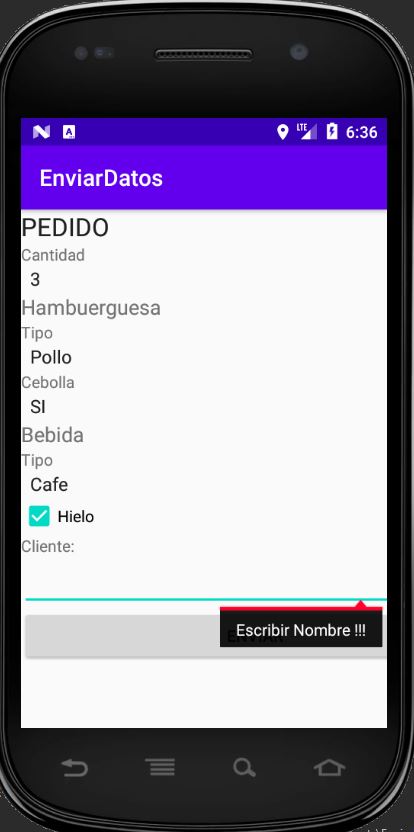 LTE 6:36
EnviarDatos
PEDIDO
Cantidad
3
Hambuerguesa
Tipo
Pollo
Cebolla
SI
Bebida
Tipo
Cafe
Hielo
Cliente:
Escribir Nombre !!!